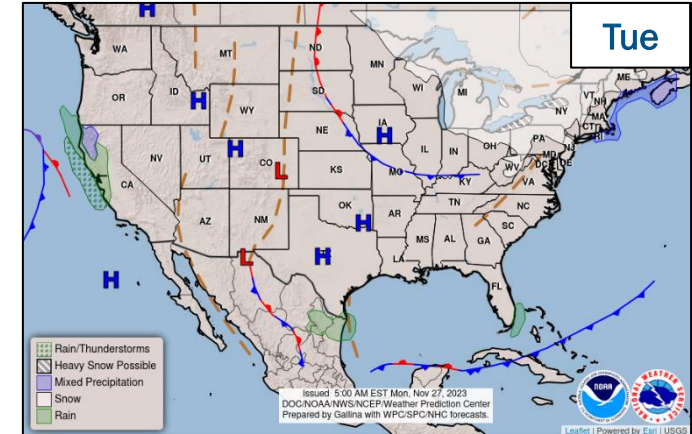 Tue
H
WA
MT
ND
MN
ME
OR
ID
H
WY
SD
WI
MI
VT
NH
NY
MA
CT
RI
NE
IA
H
PA
NJ
NV
UT
H
CO
L
KS
MO
IL
IN
OH
WV
MD
DC
DE
VA
KY
CA
AZ
NM
OK
AR
TN
NC
SC
H
H
L
H
MS
AL
GA
LA
FL
Rain/Thunderstorms
Heavy Snow Possible
Mixed Precipitation
Snow
Rain
Issued 5:00 AM EST Mon, Nov 27, 2023
DOC/NOAA/NWS/NCEP/Weather Prediction Center
Prepared by Gallina with WPC/SPC/NHC forecasts.
NOAA
Leaflet | Powered by Esri | USGS